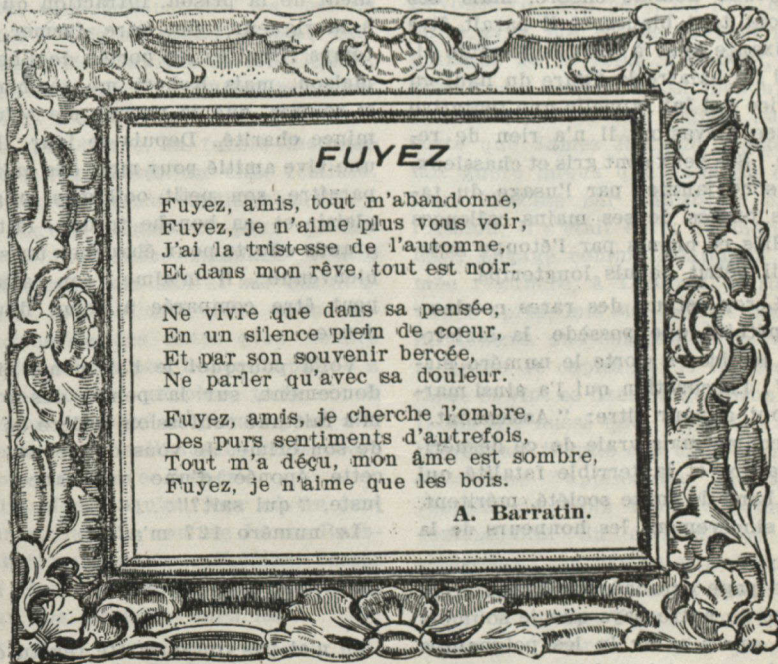 FUYEZ
Fuyez, amis, tout m'abandonne,
Fuyez, je n'aime plus vous voir,
J'ai la tristesse de l'automne,
Et dans mon rêve, tout est noir.
Ne vivre que dans sa pensée,
En un silence plein de coeur,
Et par son souvenir bercée,
Ne parler qu'avec sa douleur.
Fuyez, amis, je cherche l'ombre,
Des purs sentiments d'antrefois,
Tout m'a déçu, mon âme est sombre,
Fuyez, je n'aime que les bois.
A. Barratin.